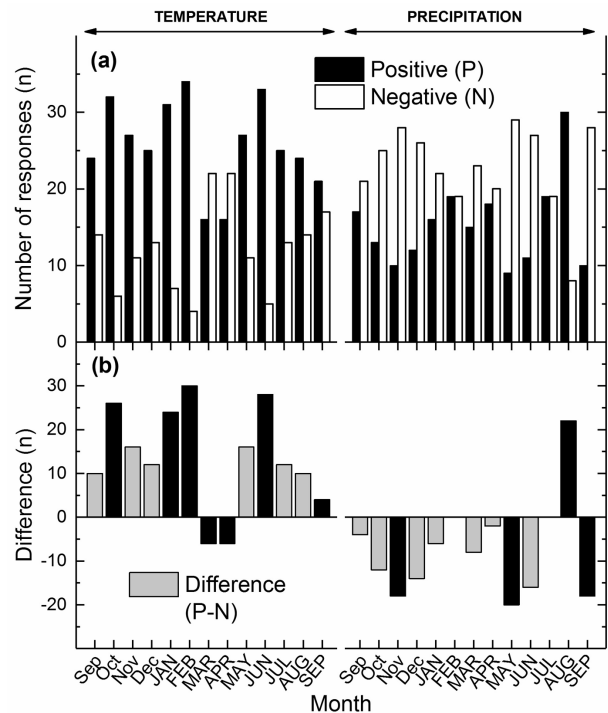 TEMPERATURE PRECIPITATION
(a)
Positive (P)
Negative (N)
Number of responses (n)
30
20
10
0
(b)
Difference (n)
30
20
10
0
-10
-20
Difference
(P-N)
Sep Oct Nov Dec JAN FEB MAR APR MAY JUN JUL AUG SEP Sep Oct Nov Dec JAN FEB MAR APR MAY JUN JUL AUG SEP
Month